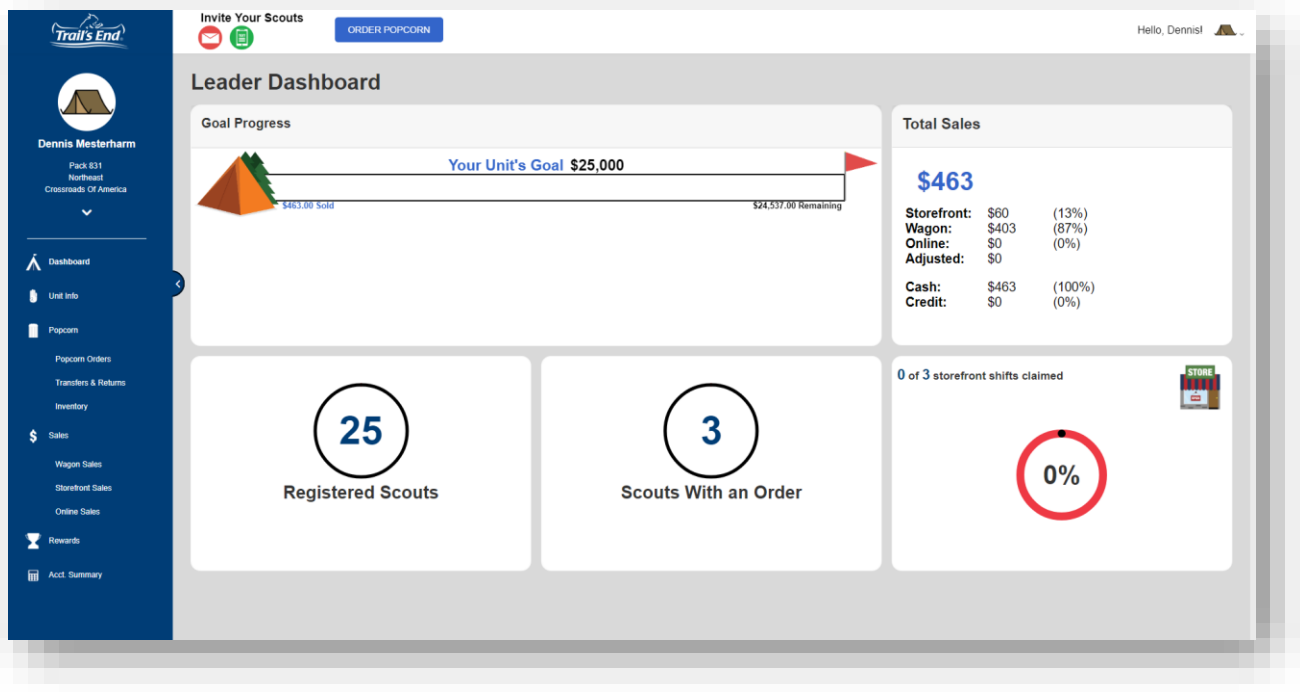 Trail's End
Invite Your Scouts
ORDER POPCORN
Hello, Dennis!
Dennis Mesterharm
Pack 831
Northeast
Crossroads Of America
Dashboard
Unit Info
Popcorn
Popcorn Orders
Transfers & Returns
Inventory
$ Sales
Wagon Sales
Storefront Sales
Online Sales
Rewards
Acct. Summary
Leader Dashboard
Goal Progress
Your Unit's Goal $25,000
$463.00 Sold
$24,537.00 Remaining
Total Sales
$463
Storefront: $60 (13%)
Wagon: $403 (87%)
Online: $0 (0%)
Adjusted: $0
Cash: $463 (100%)
Credit: $0 (0%)
25
Registered Scouts
3
Scouts With an Order
0 of 3 storefront shifts claimed
STORE
0%